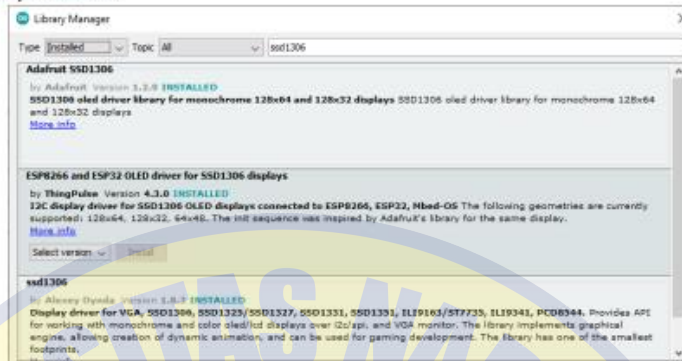 Library Manager
Type Installed Topic All ssd1306
Adafruit SSD1306
by Adafruit Version INSTALLED
SSD1306 oled driver library for monochrome 128x64 and 128x32 displays SSD1306 oled driver library for monochrome 128x64
and 128x32 displays
More info
ESP8266 and ESP32 OLED driver for SSD1306 displays
by ThingPulse Version 4.3.0 INSTALLED
I2C display driver for SSD1306 OLED displays connected to ESP8266, ESP32, Mbed-OS The following geometries are currently
supported: 128x64, 128x32, 64x48. The init sequence was inspired by Adafruit's library for the same display.
More info
Select version Install
ssd1306
by Alexey Dynda Version INSTALLED
Display driver for VGA, SSD1306, SSD1325/SSD1327, SSD1331, SSD1351, ILI9163/ST7735, ILI9341, PCD8544. Provides API
for working with monochrome and color oled/lcd displays over i2c/spi, and VGA monitor. The library implements graphical
engine, allowing creation of dynamic animation, and can be used for gaming development. The library has one of the smallest
footprints.